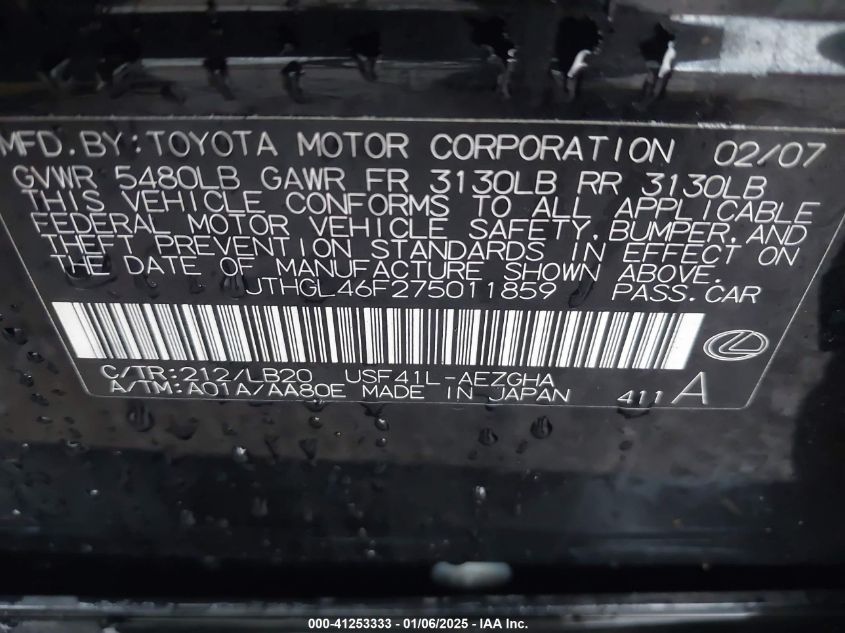 MFD.BY:TOYOTA MOTOR CORPORATION 02/07
GVWR 5480LB GAWR FR 3130LB RR 3130LB
THIS VEHICLE CONFORMS TO ALL APPLICABLE
FEDERAL MOTOR VEHICLE SAFETY,BUMPER,AND
THEFT PREVENTION STANDARDS IN EFFECT ON
THE DATE OF MANUFACTURE SHOWN ABOVE.
JTHGL46F275011859 PASS.CAR
C/TR:212/LB20 USF41L-AEZGHA
A/TM:A01A/AA80E MADE IN JAPAN 411 A
000-41253333 - 01/06/2025 - © IAA Inc.